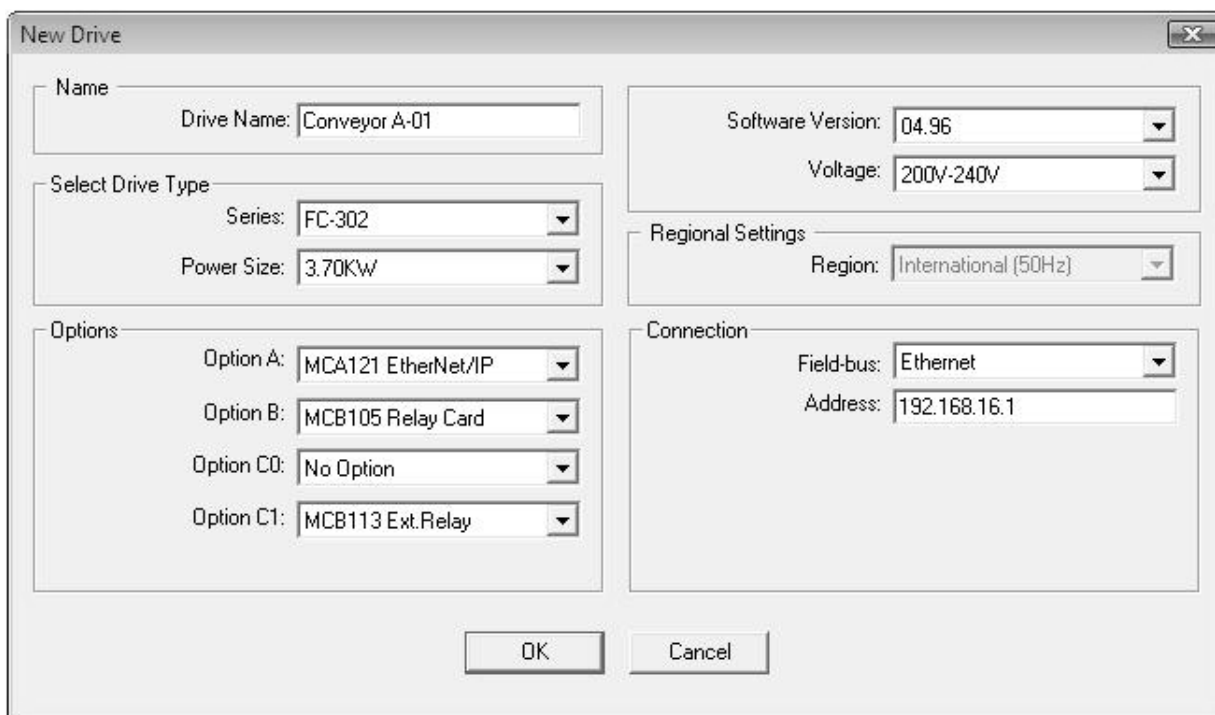 New Drive
Name
Drive Name: Conveyor A-01
Software Version: 04.96
Voltage: 200V-240V
Select Drive Type
Series: FC-302
Power Size: 3.70KW
Regional Settings
Region: International (50Hz)
Options
Option A: MCA121 EtherNet/IP
Option B: MCB105 Relay Card
Option C0: No Option
Option C1: MCB113 Ext.Relay
Connection
Field-bus: Ethernet
Address: 192.168.16.1
OK
Cancel